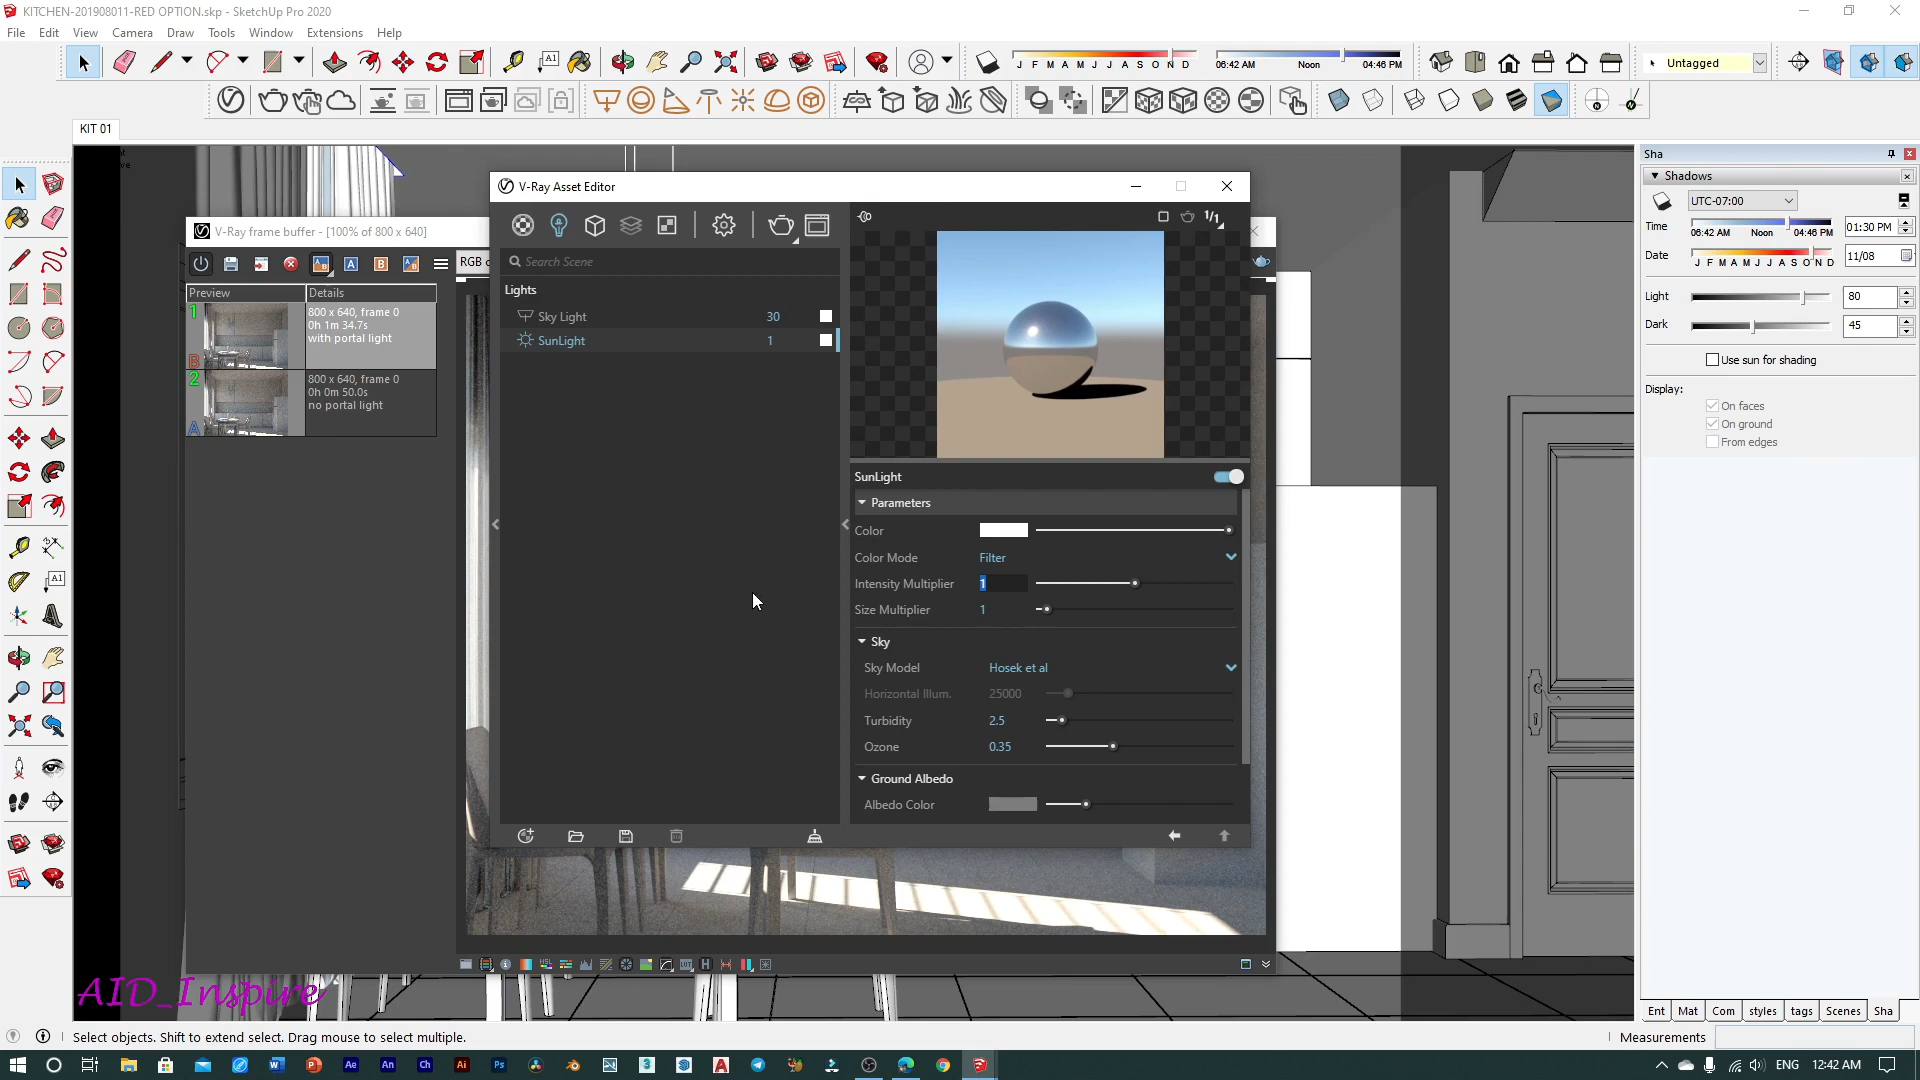 KITCHEN-201908011-RED OPTION.skp - SketchUp Pro 2020
File Edit View Camera Draw Tools Window Extensions Help
J F M A M J J A S O N D
06:42 AM Noon 04:46 PM
Untagged
KIT 01
Sha
Shadows
UTC-07:00
Time
06:42 AM Noon 04:46 PM
01:30 PM
Date
J F M A M J J A S O N D
11/08
Light 80
Dark 45
Use sun for shading
Display:
On faces
On ground
From edges
V-Ray frame buffer - [100% of 800 x 640]
RGB c
Preview Details
1
800 x 640, frame 0
0h 1m 34.7s
with portal light
B
2
800 x 640, frame 0
0h 0m 50.0s
no portal light
A
V-Ray Asset Editor
1/1
Search Scene
Lights
Sky Light 30
SunLight 1
SunLight
Parameters
Color
Color Mode Filter
Intensity Multiplier 1
Size Multiplier 1
Sky
Sky Model Hosek et al
Horizontal Illum. 25000
Turbidity 2.5
Ozone 0.35
Ground Albedo
Albedo Color
AID_Inspire
Ent Mat Com styles tags Scenes Sha
Select objects. Shift to extend select. Drag mouse to select multiple.
Measurements
ENG 12:42 AM